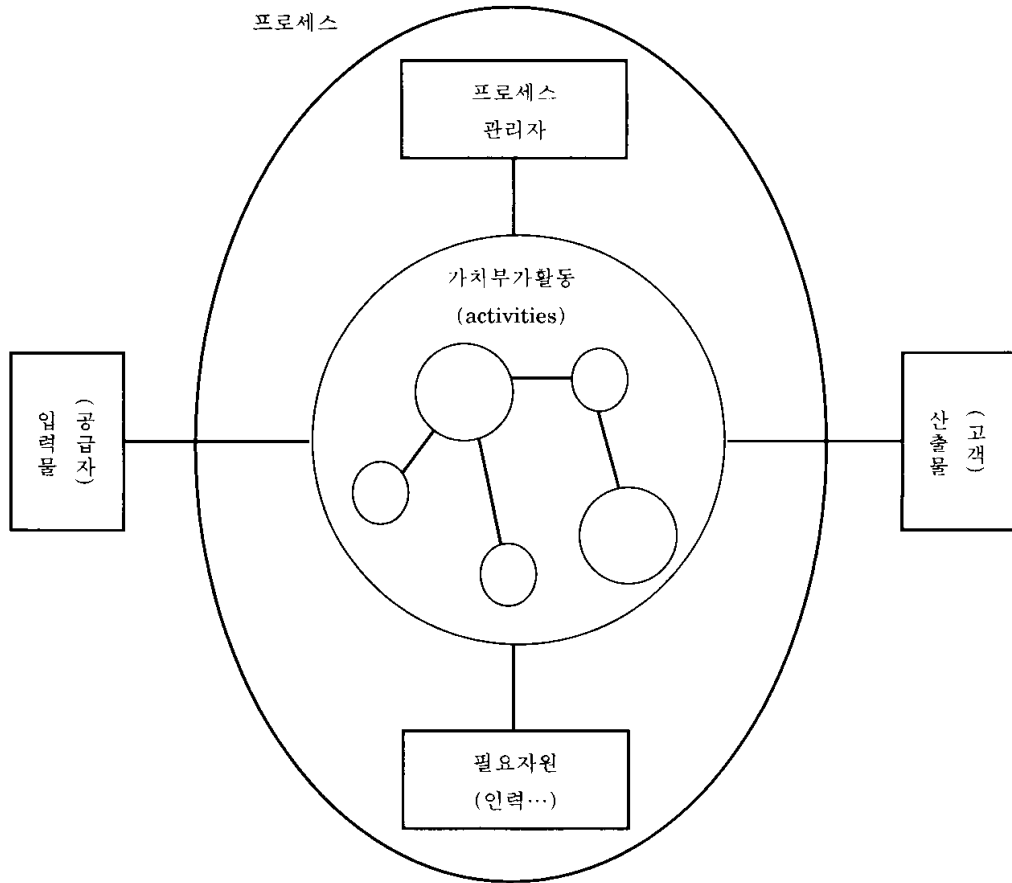 프로세스
프로세스
관리자
가치부가활동
(activities)
입력물
(공급자)
산출물
(고객)
필요자원
(인력…)